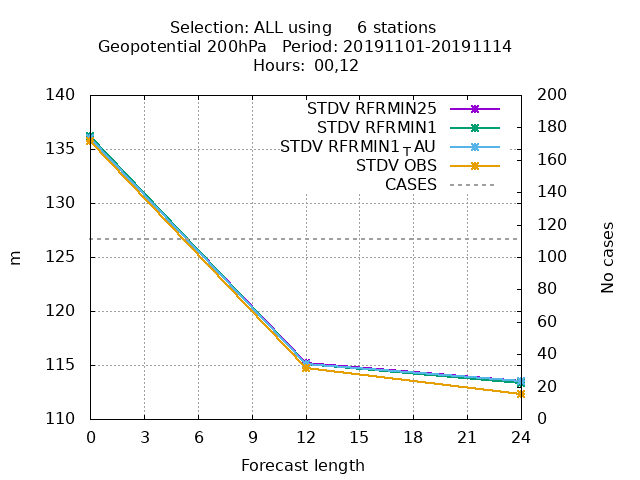 Selection: ALL using     6 stations
Geopotential 200hPa   Period: 20191101-20191114
Hours:  00,12
STDV RFRMIN25
STDV RFRMIN1
STDV RFRMIN1┬AU
STDV OBS
CASES
140
135
130
125
120
115
110
200
180
160
140
120
100
80
60
40
20
0
m
No cases
0 3 6 9 12 15 18 21 24
Forecast length